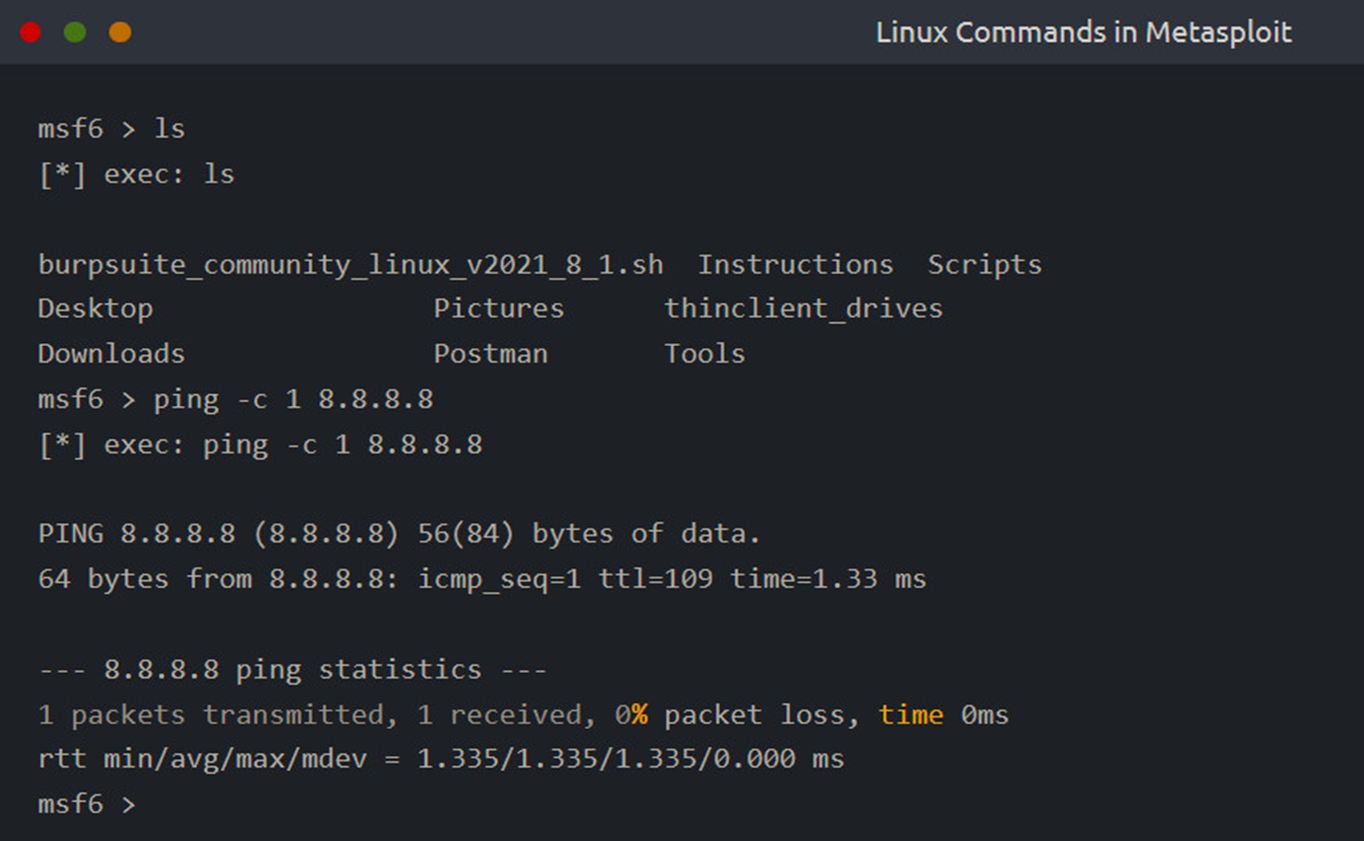 Linux Commands in Metasploit
msf6 > ls
[*] exec: ls
burpsuite_community_linux_v2021_8_1.sh  Instructions  Scripts
Desktop                 Pictures      thinclient_drives
Downloads               Postman       Tools
msf6 > ping -c 1 8.8.8.8
[*] exec: ping -c 1 8.8.8.8
PING 8.8.8.8 (8.8.8.8) 56(84) bytes of data.
64 bytes from 8.8.8.8: icmp_seq=1 ttl=109 time=1.33 ms
--- 8.8.8.8 ping statistics ---
1 packets transmitted, 1 received, 0% packet loss, time 0ms
rtt min/avg/max/mdev = 1.335/1.335/1.335/0.000 ms
msf6 >